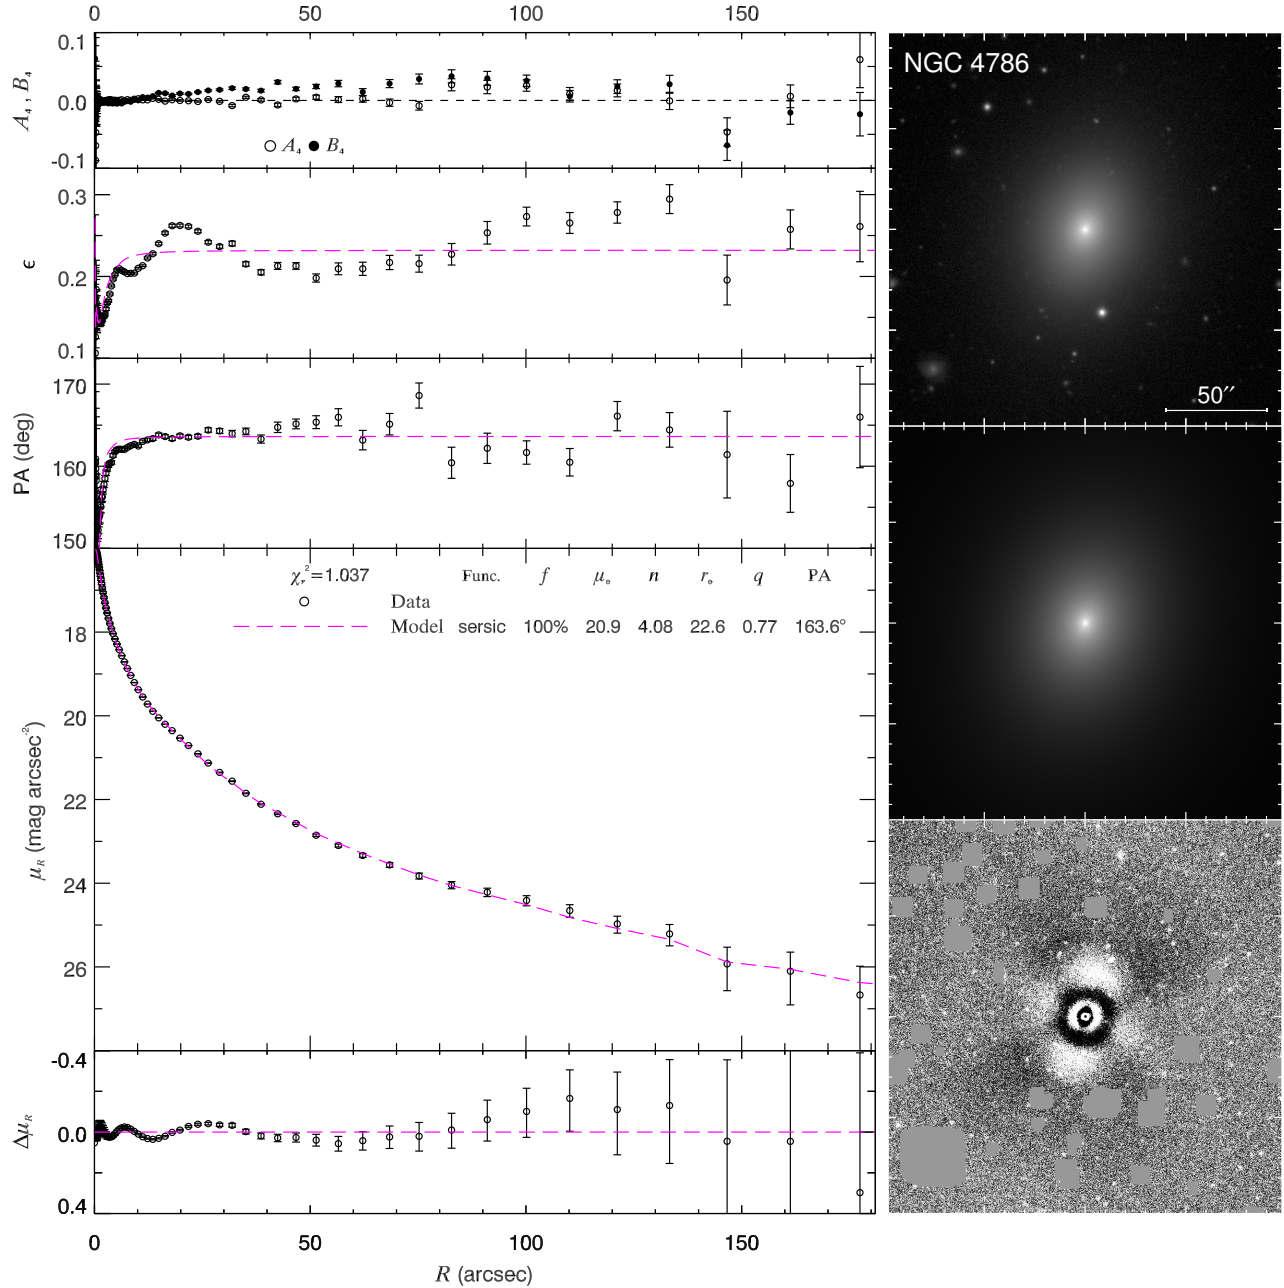 0 50 100 150
0.1
0.0
-0.1
A₄ , B₄
○ A₄ ● B₄
NGC 4786
50′′
0.3
0.2
0.1
ϵ
170
160
150
PA (deg)
χᵣ²=1.037 Func. f μₑ n rₑ q PA
Data
Model sersic 100% 20.9 4.08 22.6 0.77 163.6°
18
20
22
24
26
μ_R (mag arcsec⁻²)
-0.4
0.0
0.4
Δμ_R
0 50 100 150
R (arcsec)